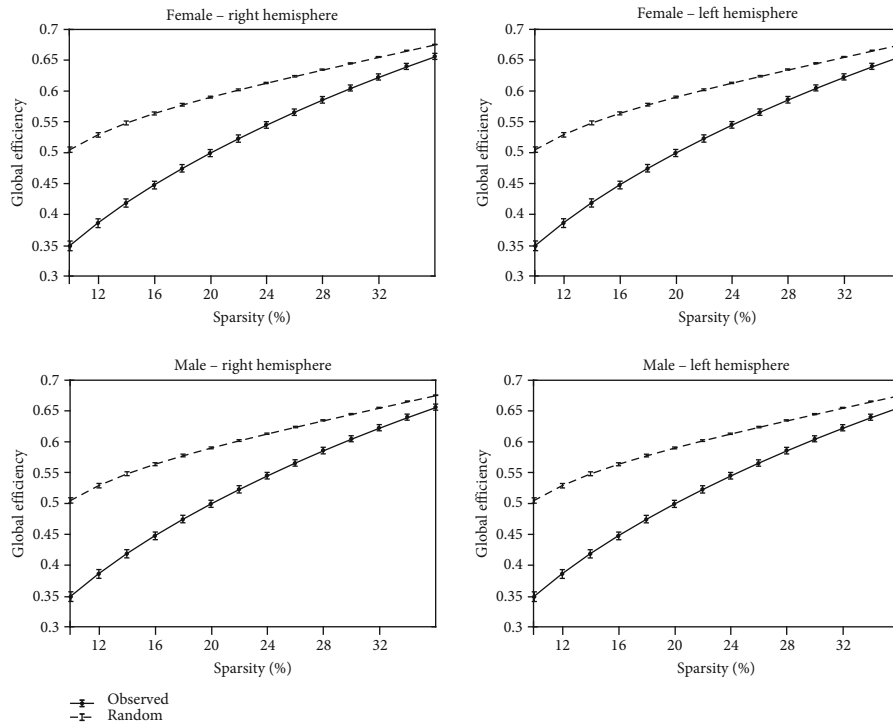 Female – right hemisphere
0.7
0.65
0.6
0.55
0.5
0.45
0.4
0.35
0.3
Global efficiency
12 16 20 24 28 32
Sparsity (%)
Female – left hemisphere
0.7
0.65
0.6
0.55
0.5
0.45
0.4
0.35
0.3
Global efficiency
12 16 20 24 28 32
Sparsity (%)
Male – right hemisphere
0.7
0.65
0.6
0.55
0.5
0.45
0.4
0.35
0.3
Global efficiency
12 16 20 24 28 32
Sparsity (%)
Male – left hemisphere
0.7
0.65
0.6
0.55
0.5
0.45
0.4
0.35
0.3
Global efficiency
12 16 20 24 28 32
Sparsity (%)
Observed
Random